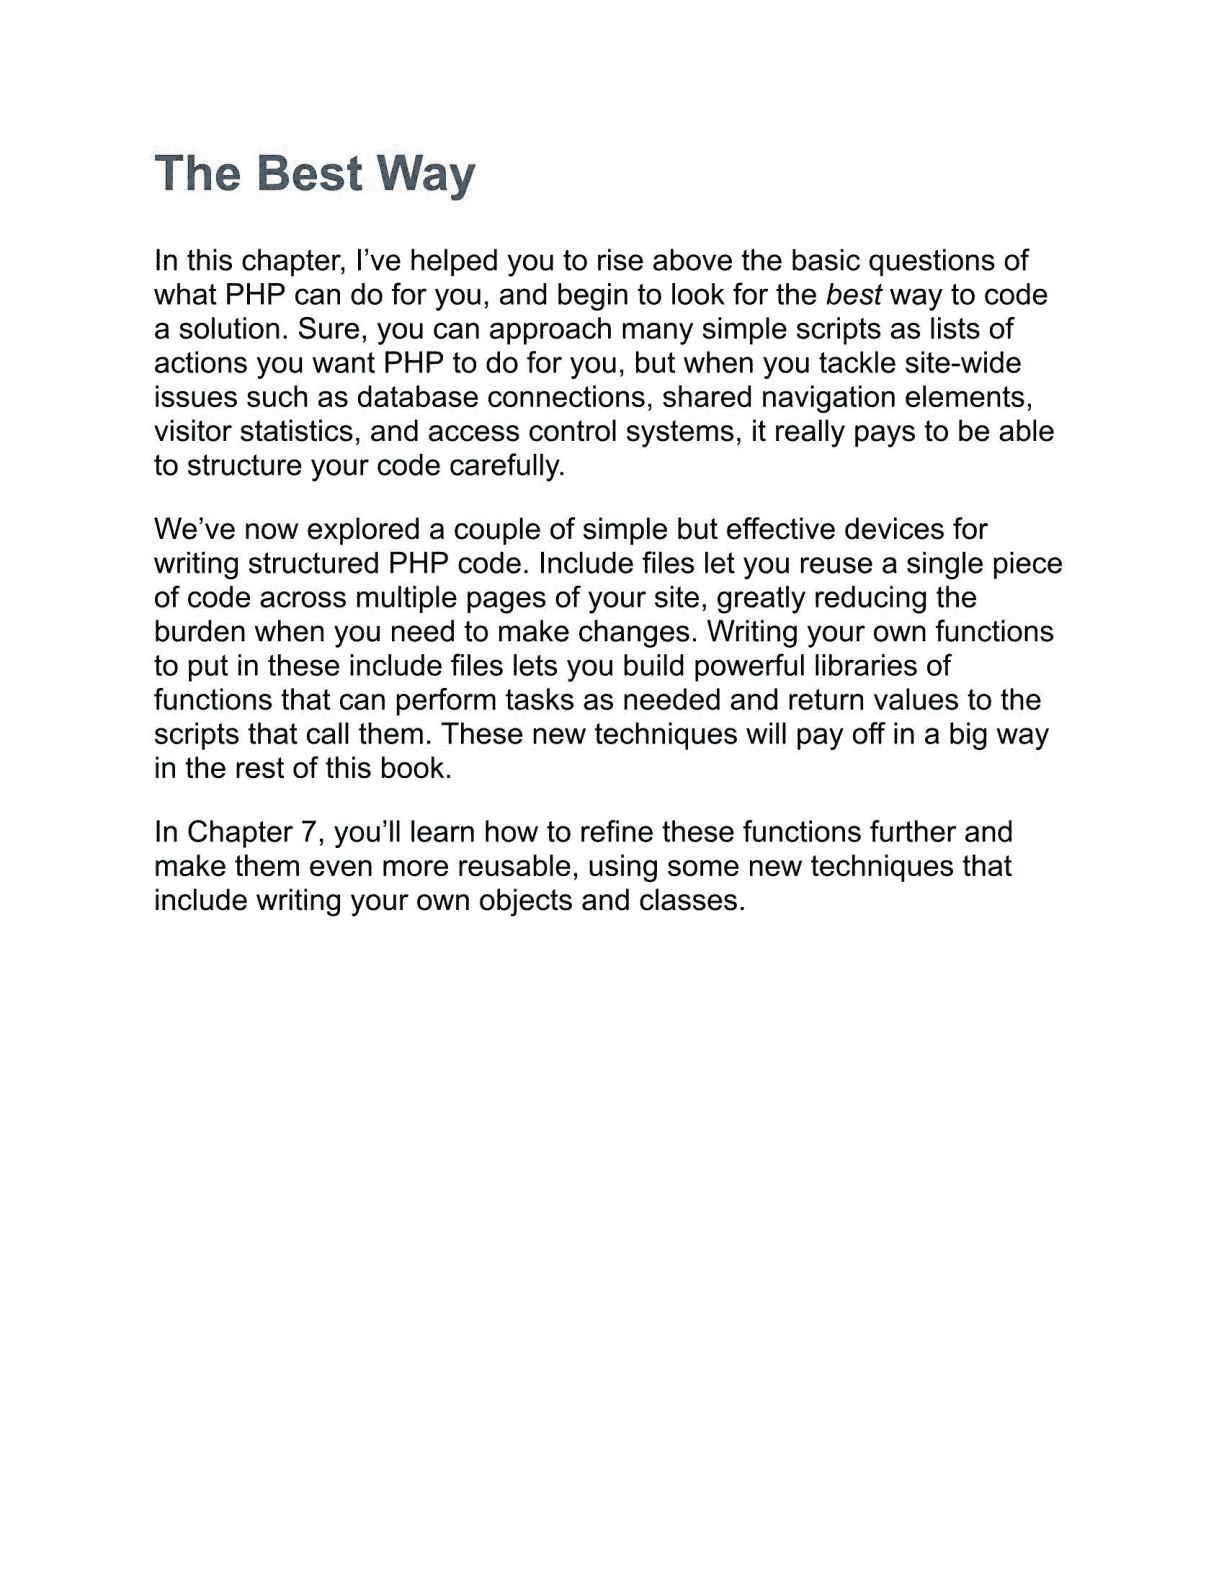 The Best Way
In this chapter, I’ve helped you to rise above the basic questions of
what PHP can do for you, and begin to look for the best way to code
a solution. Sure, you can approach many simple scripts as lists of
actions you want PHP to do for you, but when you tackle site-wide
issues such as database connections, shared navigation elements,
visitor statistics, and access control systems, it really pays to be able
to structure your code carefully.
We’ve now explored a couple of simple but effective devices for
writing structured PHP code. Include files let you reuse a single piece
of code across multiple pages of your site, greatly reducing the
burden when you need to make changes. Writing your own functions
to put in these include files lets you build powerful libraries of
functions that can perform tasks as needed and return values to the
scripts that call them. These new techniques will pay off in a big way
in the rest of this book.
In Chapter 7, you’ll learn how to refine these functions further and
make them even more reusable, using some new techniques that
include writing your own objects and classes.